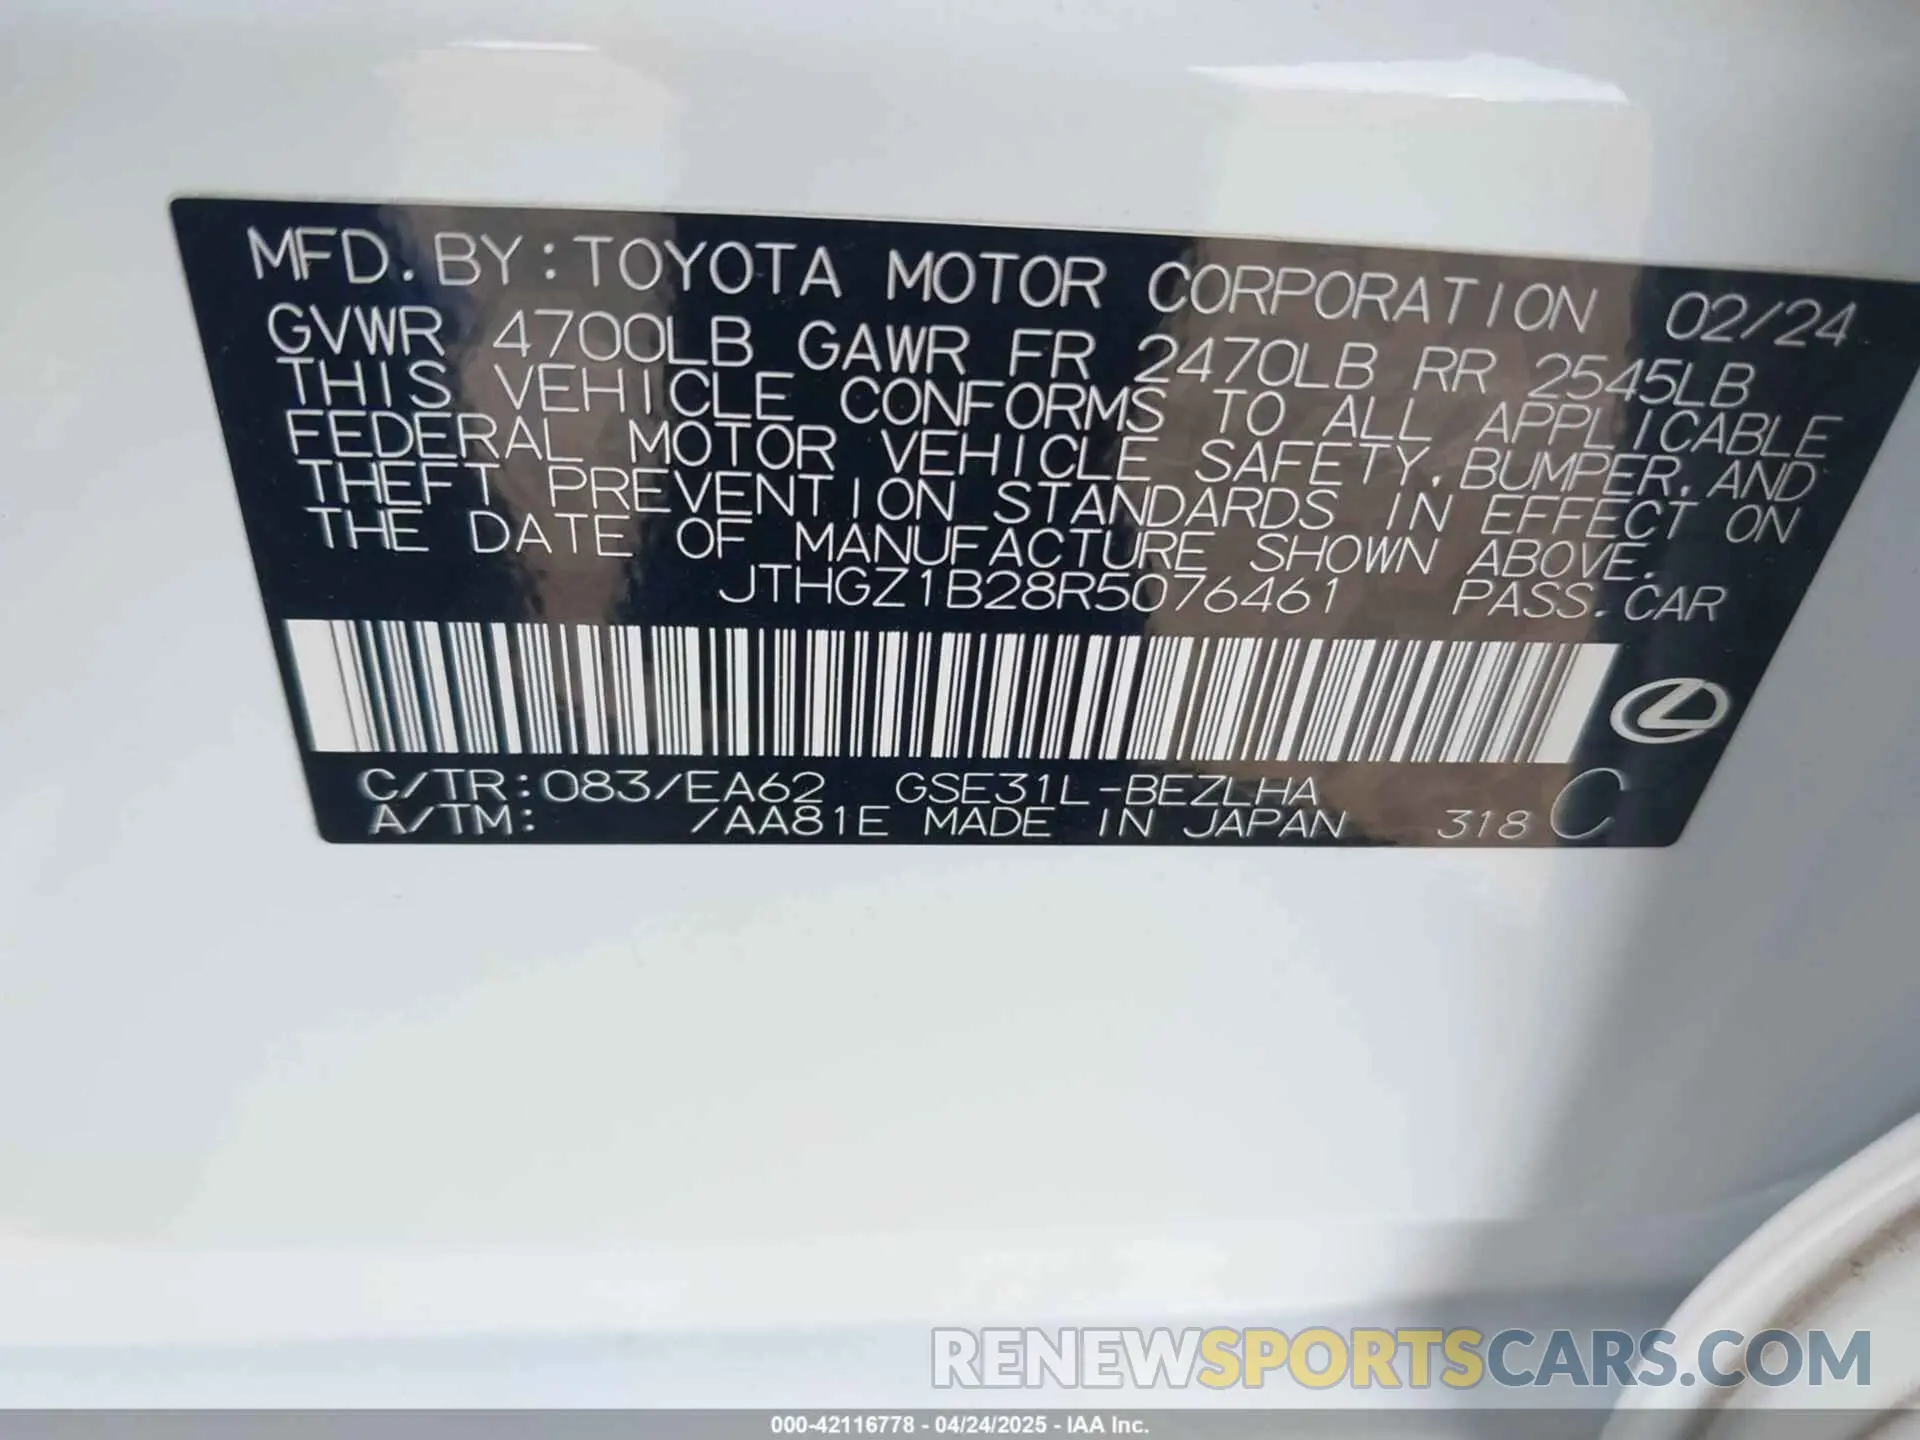 MFD. BY: TOYOTA MOTOR CORPORATION 02/24
GVWR 4700LB GAWR FR 2470LB RR 2545LB
THIS VEHICLE CONFORMS TO ALL APPLICABLE
FEDERAL MOTOR VEHICLE SAFETY, BUMPER, AND
THEFT PREVENTION STANDARDS IN EFFECT ON
THE DATE OF MANUFACTURE SHOWN ABOVE.
JTHGZ1B28R5076461 PASS. CAR
C/TR: 083/EA62 GSE31L-BEZLHA
A/TM: /AA81E MADE IN JAPAN 318 C
RENEWSPORTSCARS.COM
000-42116778 - 04/24/2025 - IAA Inc.